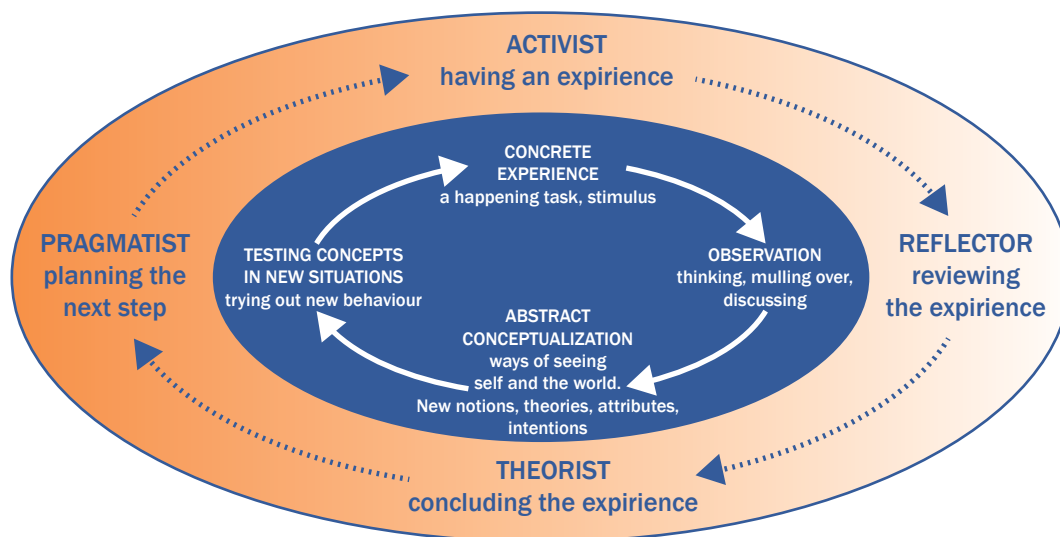 ACTIVIST
having an expirience
CONCRETE
EXPERIENCE
a happening task, stimulus
PRAGMATIST
planning the
next step
TESTING CONCEPTS
IN NEW SITUATIONS
trying out new behaviour
OBSERVATION
thinking, mulling over,
discussing
REFLECTOR
reviewing
the expirience
ABSTRACT
CONCEPTUALIZATION
ways of seeing
self and the world.
New notions, theories, attributes,
intentions
THEORIST
concluding the expirience